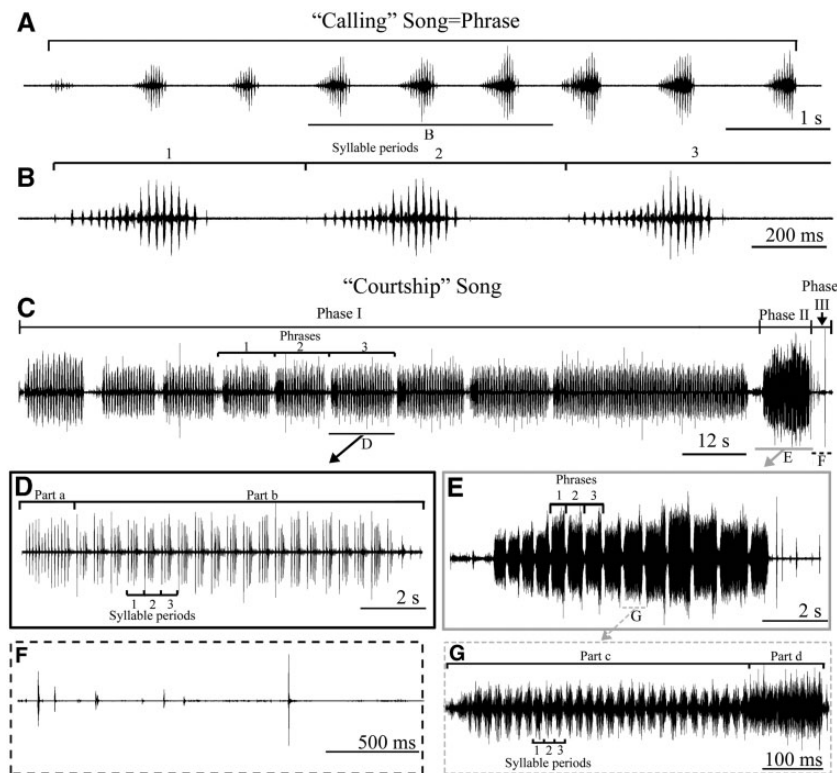 A
“Calling” Song=Phrase
B
1 s
Syllable periods
1 2 3
B
200 ms
“Courtship” Song
C
Phase I
Phase II
Phase
III
Phrases
1 2 3
D
12 s
E
F
D
Part a
Part b
1 2 3
Syllable periods
2 s
E
Phrases
1 2 3
G
2 s
F
500 ms
G
Part c
Part d
1 2 3
Syllable periods
100 ms